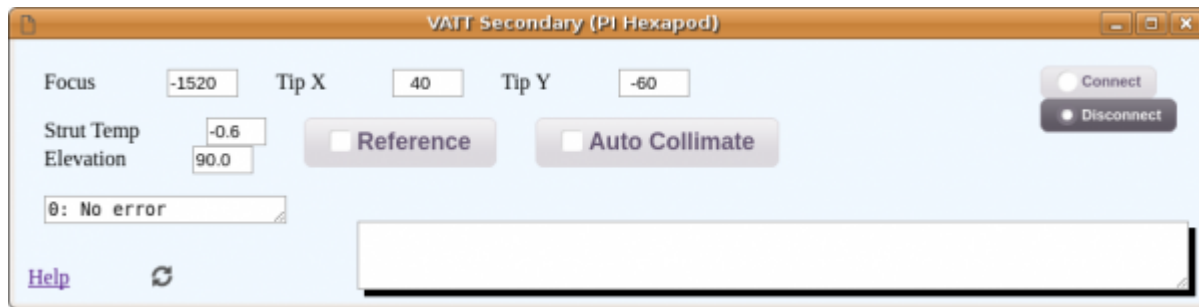 VATT Secondary (PI Hexapod)
Focus -1520 Tip X 40 Tip Y -60 Connect
Disconnect
Strut Temp -0.6 Reference Auto Collimate
Elevation 90.0
0: No error
Help